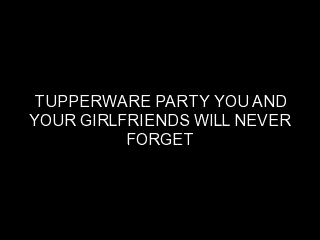 TUPPERWARE PARTY YOU AND
YOUR GIRLFRIENDS WILL NEVER
FORGET